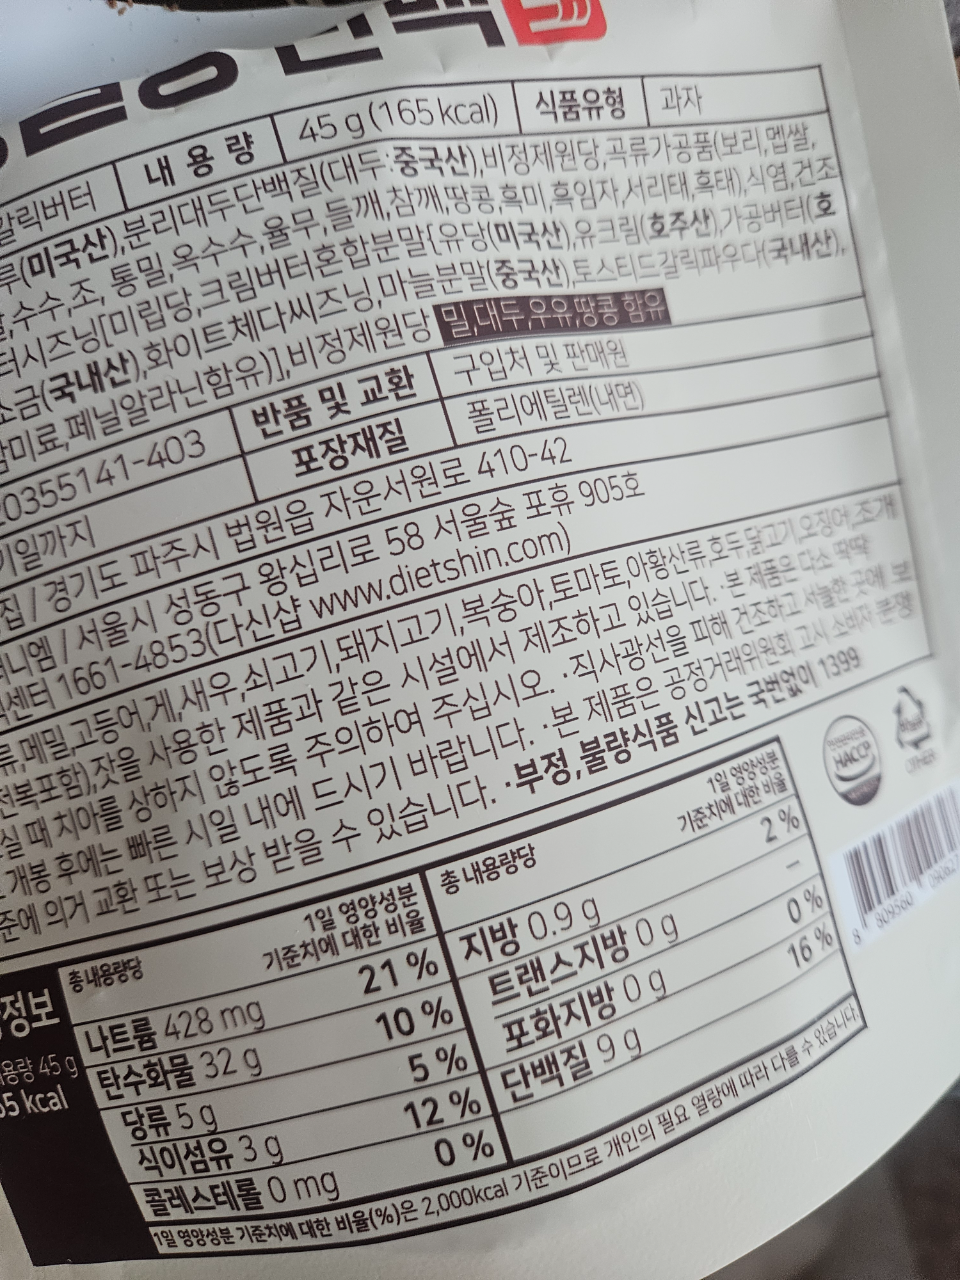 갈릭버터 내 용 량 45 g (165 kcal) 식품유형 과자
(미국산),분리대두단백질(대두:중국산),비정제원당,곡류가공품(보리,멥쌀,
수수,조, 통밀,옥수수,율무,들깨,참깨,땅콩,흑미,흑임자,서리태,흑태),식염,건조
시즈닝[미립당,크림버터혼합분말{유당(미국산),유크림(호주산),가공버터(호
소금(국내산),화이트체다씨즈닝,마늘분말(중국산),토스티드갈릭파우다(국내산),
감미료,페닐알라닌함유)],비정제원당 밀,대두,우유,땅콩 함유
0355141-403 반품 및 교환 구입처 및 판매원
포장재질 폴리에틸렌(내면)
일까지
집 / 경기도 파주시 법원읍 자운서원로 410-42
니엠 / 서울시 성동구 왕십리로 58 서울숲 포휴 905호
센터 1661-4853(다신샵 www.dietshin.com)
류,메밀,고등어,게,새우,쇠고기,돼지고기,복숭아,토마토,아황산류,호두,닭고기,오징어,조개
전복포함),잣을 사용한 제품과 같은 시설에서 제조하고 있습니다. ·본 제품은 다소 딱딱
실 때 치아를 상하지 않도록 주의하여 주십시오. ·직사광선을 피해 건조하고 서늘한 곳에 보
개봉 후에는 빠른 시일 내에 드시기 바랍니다. ·본 제품은 공정거래위원회 고시 소비자 분쟁
준에 의거 교환 또는 보상 받을 수 있습니다. ·부정,불량식품 신고는 국번없이 1399
HACCP
OTHER
정보
용량 45 g
5 kcal
총 내용량당 1일 영양성분
기준치에 대한 비율
나트륨 428 mg 21 %
탄수화물 32 g 10 %
당류 5 g 5 %
식이섬유 3 g 12 %
콜레스테롤 0 mg 0 %
총 내용량당 1일 영양성분
기준치에 대한 비율
지방 0.9 g 2 %
트랜스지방 0 g –
포화지방 0 g 0 %
단백질 9 g 16 %
1일 영양성분 기준치에 대한 비율(%)은 2,000kcal 기준이므로 개인의 필요 열량에 따라 다를 수 있습니다.
8 809560